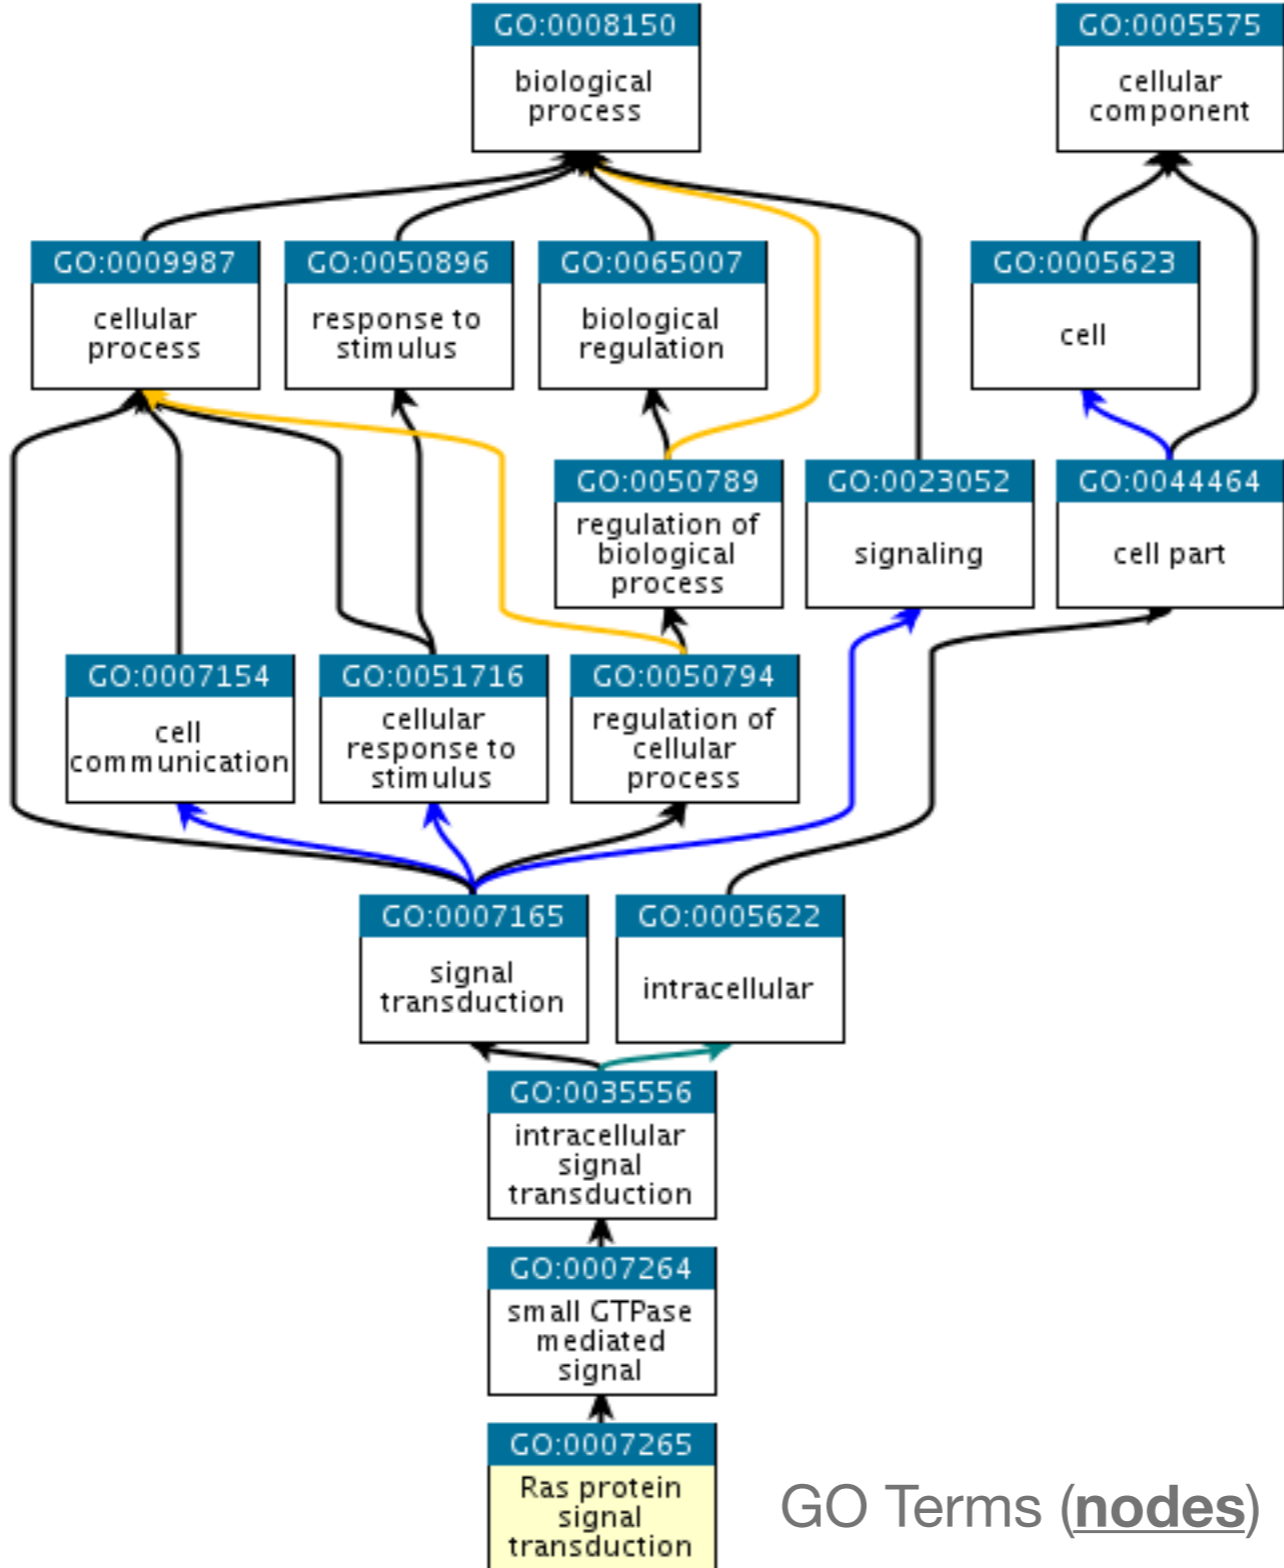 GO:0008150
biological
process
GO:0005575
cellular
component
GO:0009987
cellular
process
GO:0050896
response to
stimulus
GO:0065007
biological
regulation
GO:0005623
cell
GO:0050789
regulation of
biological
process
GO:0023052
signaling
GO:0044464
cell part
GO:0007154
cell
communication
GO:0051716
cellular
response to
stimulus
GO:0050794
regulation of
cellular
process
GO:0007165
signal
transduction
GO:0005622
intracellular
GO:0035556
intracellular
signal
transduction
GO:0007264
small GTPase
mediated
signal
GO:0007265
Ras protein
signal
transduction
GO Terms (nodes)